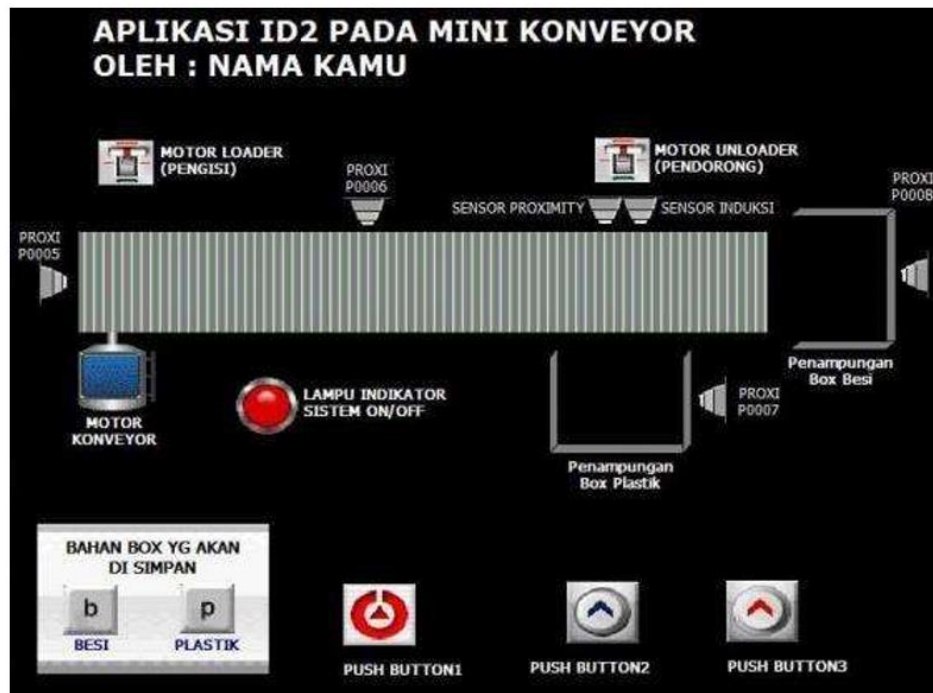 APLIKASI ID2 PADA MINI KONVEYOR
OLEH : NAMA KAMU
MOTOR LOADER
(PENGISI)
PROXI
P0006
MOTOR UNLOADER
(PENDORONG)
PROXI
P0008
SENSOR PROXIMITY
SENSOR INDUKSI
PROXI
P0005
Penampungan
Box Besi
LAMPU INDIKATOR
SISTEM ON/OFF
PROXI
P0007
MOTOR
KONVEYOR
Penampungan
Box Plastik
BAHAN BOX YG AKAN
DI SIMPAN
b
p
BESI
PLASTIK
PUSH BUTTON1
PUSH BUTTON2
PUSH BUTTON3